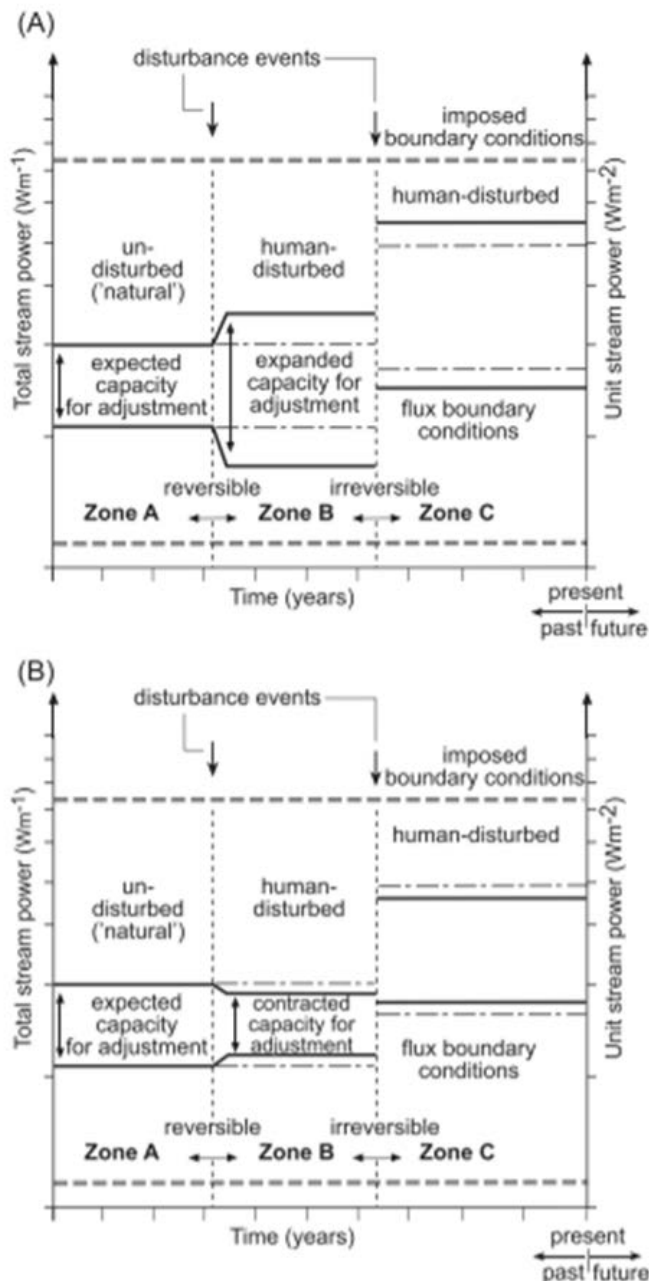 (A)
disturbance events
imposed
boundary conditions
human-disturbed
un-
disturbed
('natural')
human-
disturbed
expected
capacity
for adjustment
expanded
capacity for
adjustment
flux boundary
conditions
reversible
irreversible
Zone A
Zone B
Zone C
Total stream power (Wm-1)
Unit stream power (Wm-2)
Time (years)
present
past future
(B)
disturbance events
imposed
boundary conditions
human-disturbed
un-
disturbed
('natural')
human-
disturbed
expected
capacity
for adjustment
contracted
capacity for
adjustment
flux boundary
conditions
reversible
irreversible
Zone A
Zone B
Zone C
Total stream power (Wm-1)
Unit stream power (Wm-2)
Time (years)
present
past future